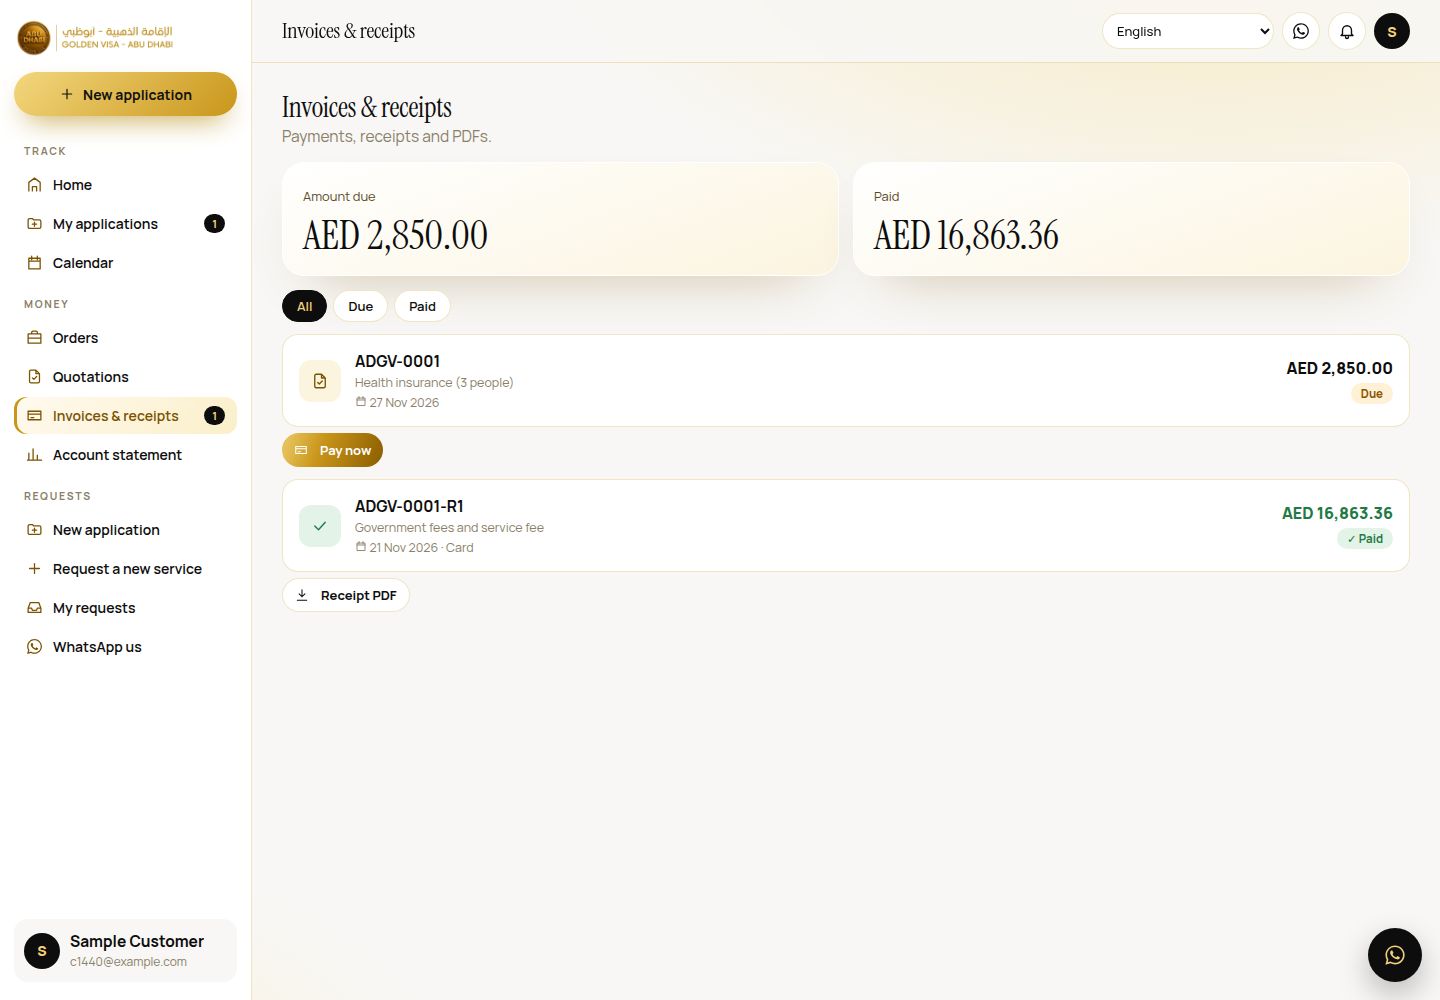 ABU DHABI
الإقامة الذهبية - ابوظبي
GOLDEN VISA - ABU DHABI
New application
TRACK
Home
My applications 1
Calendar
MONEY
Orders
Quotations
Invoices & receipts 1
Account statement
REQUESTS
New application
Request a new service
My requests
WhatsApp us
S
Sample Customer
c1440@example.com
Invoices & receipts
English
S
Invoices & receipts
Payments, receipts and PDFs.
Amount due
AED 2,850.00
Paid
AED 16,863.36
All Due Paid
ADGV-0001
Health insurance (3 people)
27 Nov 2026
AED 2,850.00
Due
Pay now
ADGV-0001-R1
Government fees and service fee
21 Nov 2026 · Card
AED 16,863.36
✓ Paid
Receipt PDF